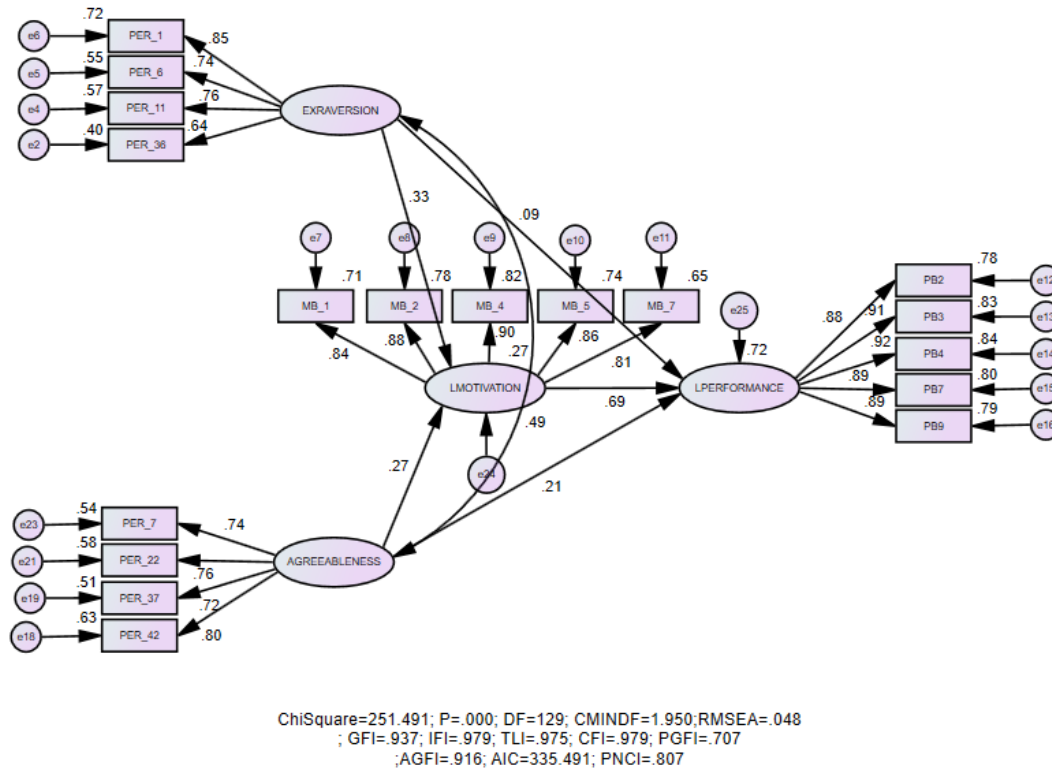 .72
e6 PER_1 .85
.55
e5 PER_6 .74
.57
e4 PER_11 .76
.40
e2 PER_36 .64
EXRAVERSION
.33
.09
e7 e8 e9 e10 e11
.71 .78 .82 .74 .65
MB_1 MB_2 MB_4 MB_5 MB_7
.84 .88 .90 .86 .81
.27
e25
.72
LMOTIVATION
LPERFORMANCE
.69
.49
e24
.27
.21
.78
PB2 e12
.88
.83
PB3 e13
.91
.84
PB4 e14
.92
.80
PB7 e15
.89
.79
PB9 e16
.89
.54
e23 PER_7 .74
.58
e21 PER_22 .76
.51
e19 PER_37 .72
.63
e18 PER_42 .80
AGREEABLENESS
ChiSquare=251.491; P=.000; DF=129; CMINDF=1.950;RMSEA=.048
; GFI=.937; IFI=.979; TLI=.975; CFI=.979; PGFI=.707
;AGFI=.916; AIC=335.491; PNCI=.807